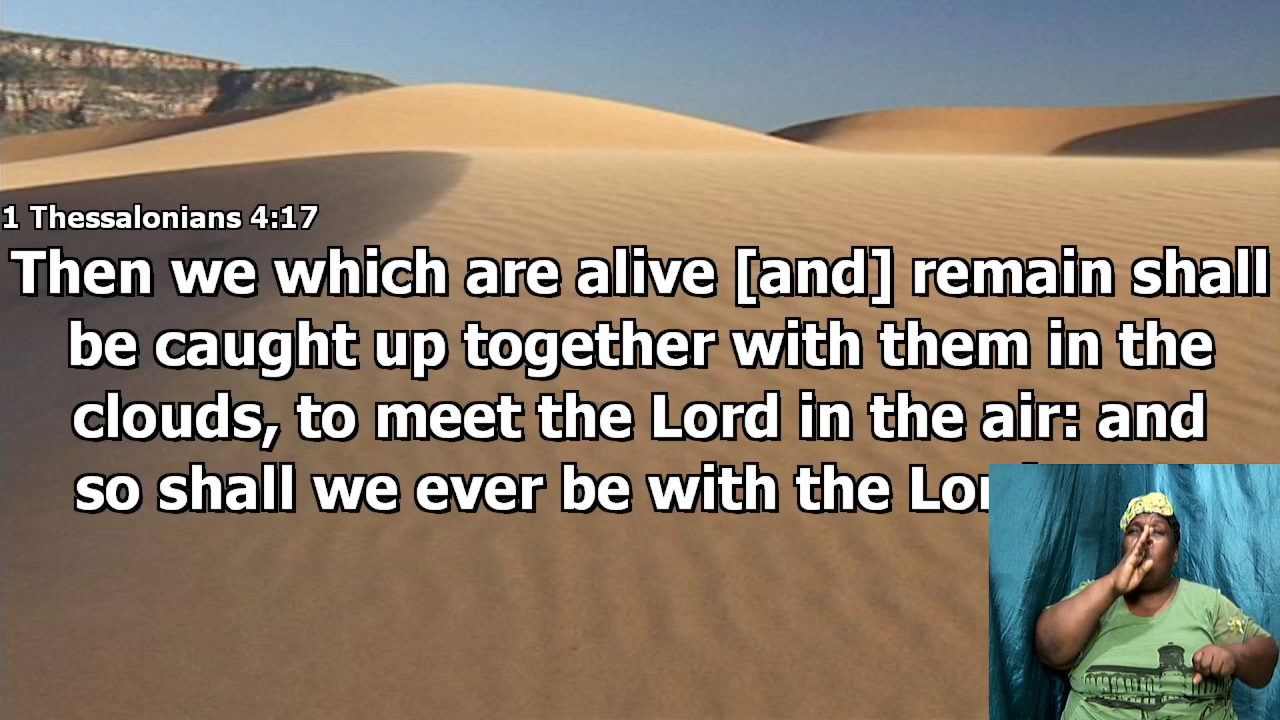 1 Thessalonians 4:17
Then we which are alive [and] remain shall
be caught up together with them in the
clouds, to meet the Lord in the air: and
so shall we ever be with the